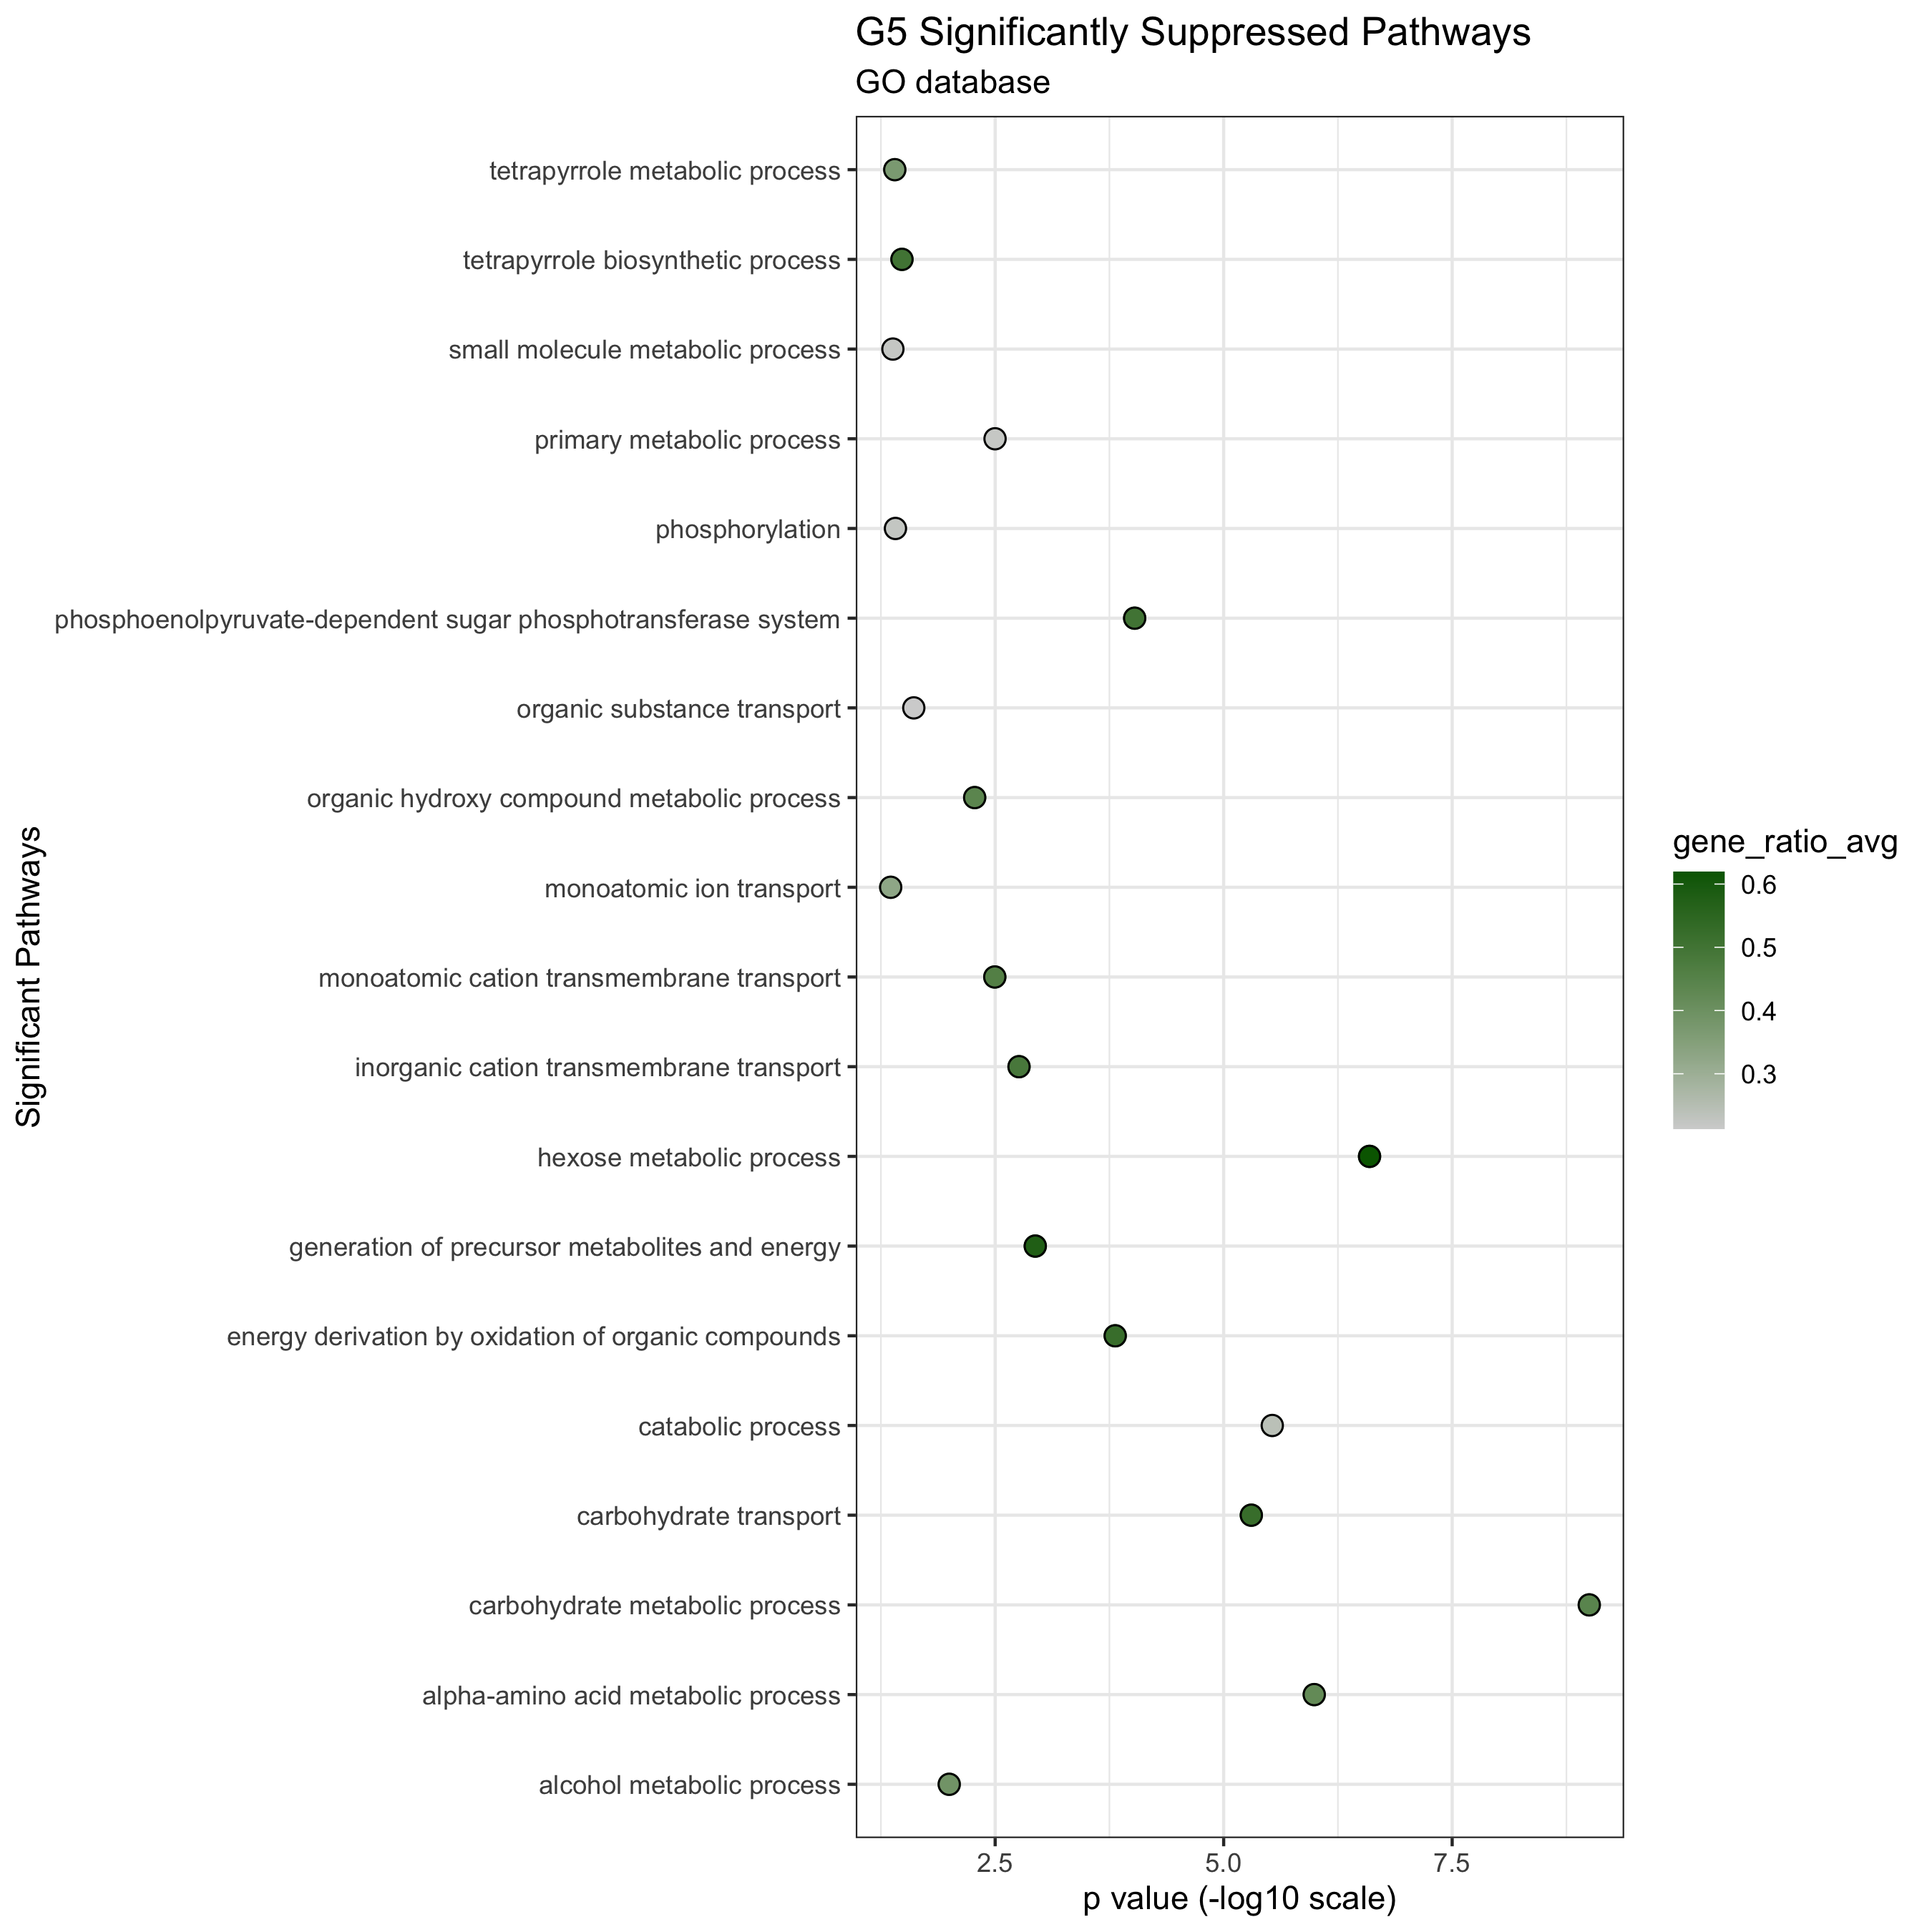 G5 Significantly Suppressed Pathways
GO database
Significant Pathways
tetrapyrrole metabolic process
tetrapyrrole biosynthetic process
small molecule metabolic process
primary metabolic process
phosphorylation
phosphoenolpyruvate-dependent sugar phosphotransferase system
organic substance transport
organic hydroxy compound metabolic process
monoatomic ion transport
monoatomic cation transmembrane transport
inorganic cation transmembrane transport
hexose metabolic process
generation of precursor metabolites and energy
energy derivation by oxidation of organic compounds
catabolic process
carbohydrate transport
carbohydrate metabolic process
alpha-amino acid metabolic process
alcohol metabolic process
2.5 5.0 7.5
p value (-log10 scale)
gene_ratio_avg
0.6
0.5
0.4
0.3